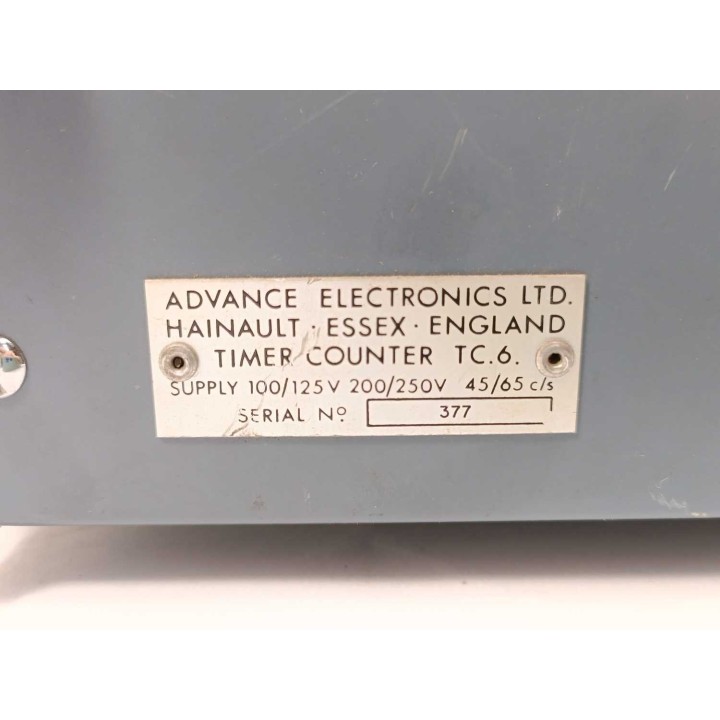 ADVANCE ELECTRONICS LTD.
HAINAULT · ESSEX · ENGLAND
TIMER COUNTER TC.6.
SUPPLY 100/125V 200/250V 45/65 c/s
SERIAL Nº 377